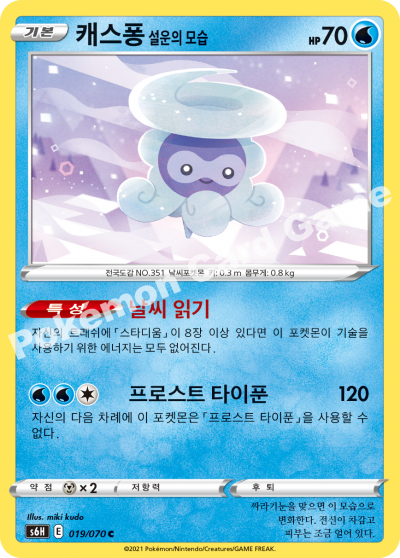 기본 캐스퐁 설운의 모습 HP 70
전국도감 NO.351 날씨포켓몬 키: 0.3 m 몸무게: 0.8 kg
특성 날씨 읽기
자신의 트래쉬에 「스타디움」이 8장 이상 있다면 이 포켓몬이 기술을
사용하기 위한 에너지는 모두 없어진다.
프로스트 타이푼 120
자신의 다음 차례에 이 포켓몬은 「프로스트 타이푼」을 사용할 수
없다.
약점 ×2 저항력 후퇴
Illus. miki kudo
s6H E 019/070 C
싸라기눈을 맞으면 이 모습으로
변화한다. 전신이 차갑고
피부는 조금 얼어 있다.
©2021 Pokémon/Nintendo/Creatures/GAME FREAK.
Pokémon Card Game